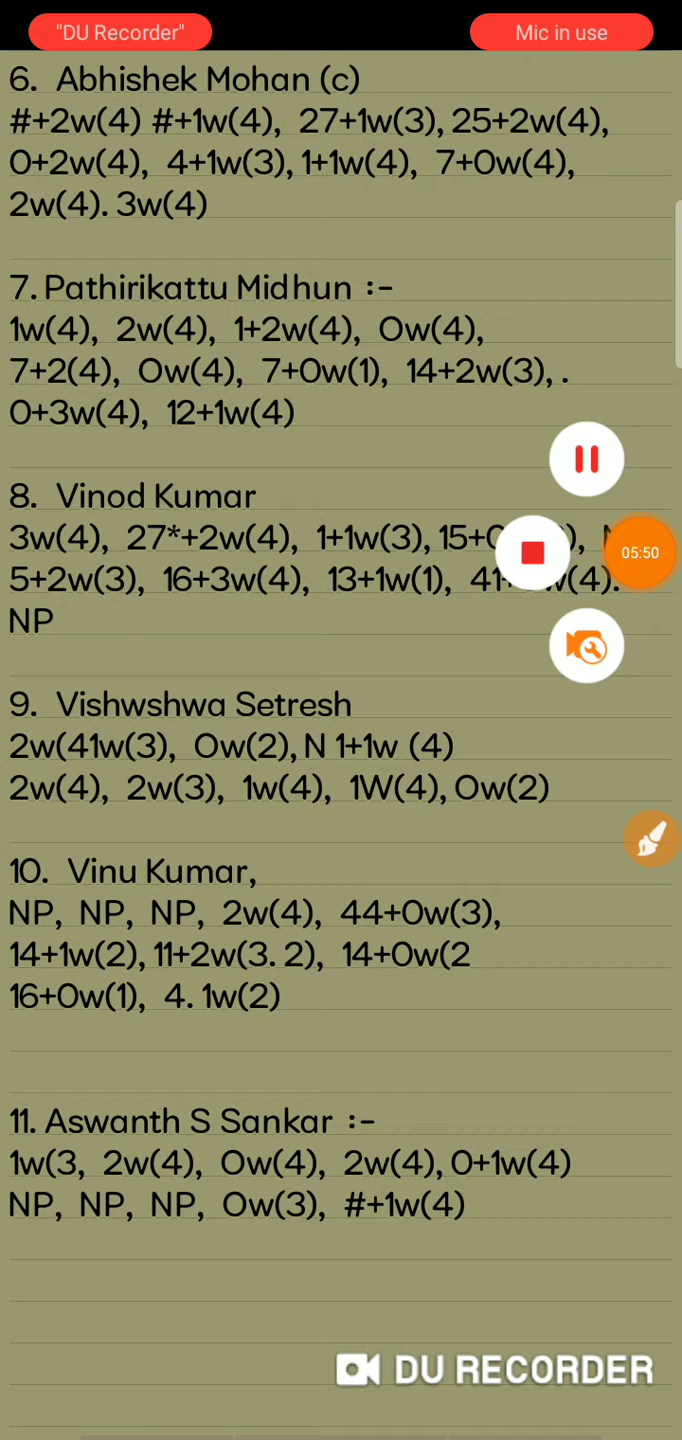 "DU Recorder"
Mic in use
6. Abhishek Mohan (c)
#+2w(4) #+1w(4), 27+1w(3), 25+2w(4),
0+2w(4), 4+1w(3), 1+1w(4), 7+0w(4),
2w(4). 3w(4)
7. Pathirikattu Midhun :-
1w(4), 2w(4), 1+2w(4), 0w(4),
7+2(4), 0w(4), 7+0w(1), 14+2w(3), .
0+3w(4), 12+1w(4)
8. Vinod Kumar
3w(4), 27*+2w(4), 1+1w(3), 15+
05:50
5+2w(3), 16+3w(4), 13+1w(1),
NP
9. Vishwshwa Setresh
2w(41w(3), 0w(2), N 1+1w (4)
2w(4), 2w(3), 1w(4), 1W(4), 0w(2)
10. Vinu Kumar,
NP, NP, NP, 2w(4), 44+0w(3),
14+1w(2), 11+2w(3. 2), 14+0w(2
16+0w(1), 4. 1w(2)
11. Aswanth S Sankar :-
1w(3, 2w(4), 0w(4), 2w(4), 0+1w(4)
NP, NP, NP, 0w(3), #+1w(4)
DU RECORDER